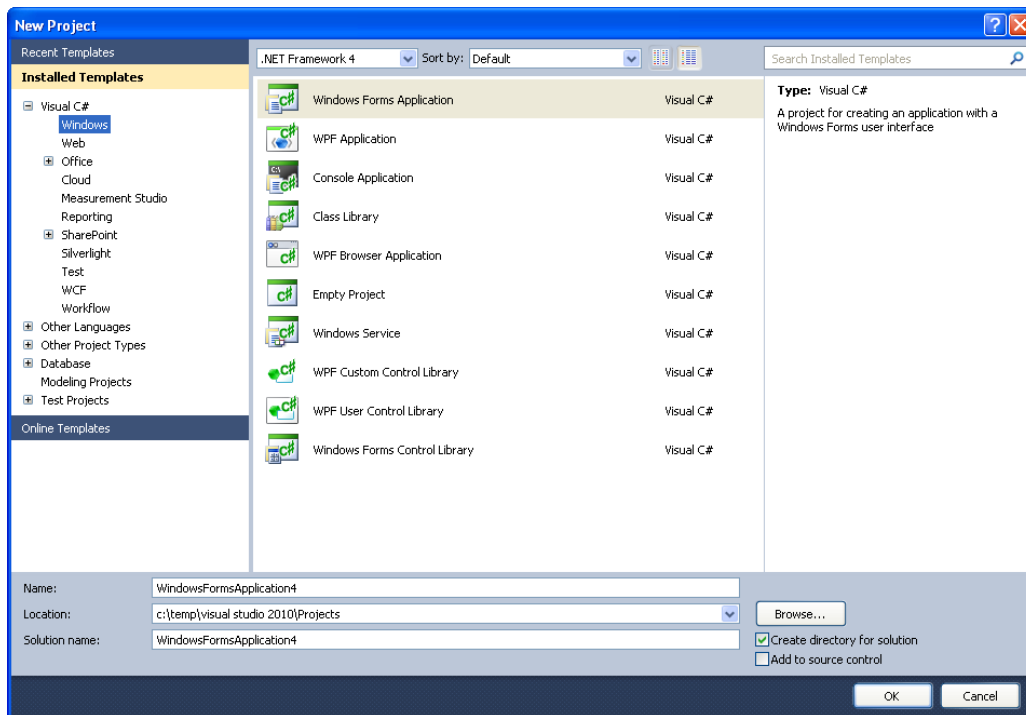 New Project
Recent Templates
Installed Templates
Visual C#
Windows
Web
Office
Cloud
Measurement Studio
Reporting
SharePoint
Silverlight
Test
WCF
Workflow
Other Languages
Other Project Types
Database
Modeling Projects
Test Projects
Online Templates
.NET Framework 4 Sort by: Default
Windows Forms Application Visual C#
WPF Application Visual C#
Console Application Visual C#
Class Library Visual C#
WPF Browser Application Visual C#
Empty Project Visual C#
Windows Service Visual C#
WPF Custom Control Library Visual C#
WPF User Control Library Visual C#
Windows Forms Control Library Visual C#
Search Installed Templates
Type: Visual C#
A project for creating an application with a
Windows Forms user interface
Name: WindowsFormsApplication4
Location: c:\temp\visual studio 2010\Projects Browse...
Solution name: WindowsFormsApplication4
Create directory for solution
Add to source control
OK Cancel